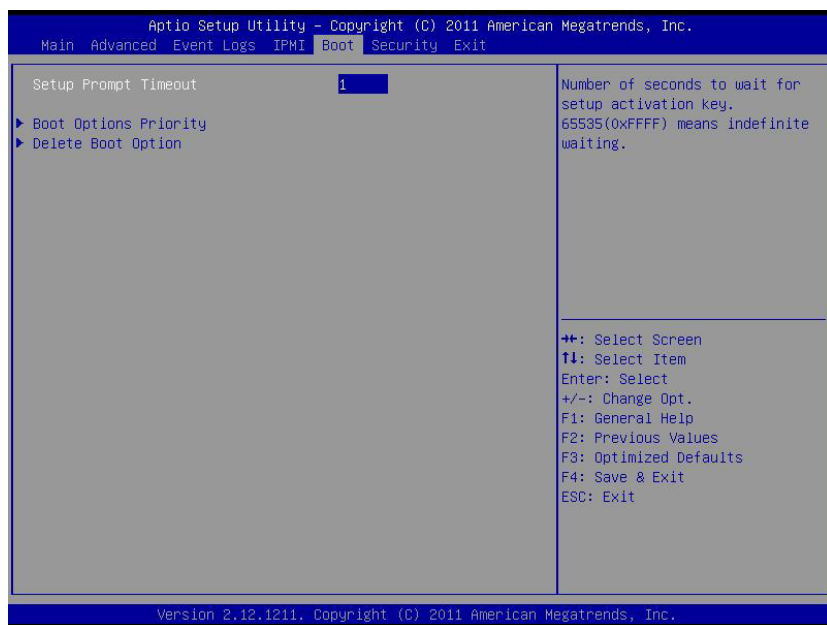 Aptio Setup Utility – Copyright (C) 2011 American Megatrends, Inc.
Main Advanced Event Logs IPMI Boot Security Exit
Setup Prompt Timeout 1
▶ Boot Options Priority
▶ Delete Boot Option
Number of seconds to wait for
setup activation key.
65535(0xFFFF) means indefinite
waiting.
→←: Select Screen
↑↓: Select Item
Enter: Select
+/-: Change Opt.
F1: General Help
F2: Previous Values
F3: Optimized Defaults
F4: Save & Exit
ESC: Exit
Version 2.12.1211. Copyright (C) 2011 American Megatrends, Inc.